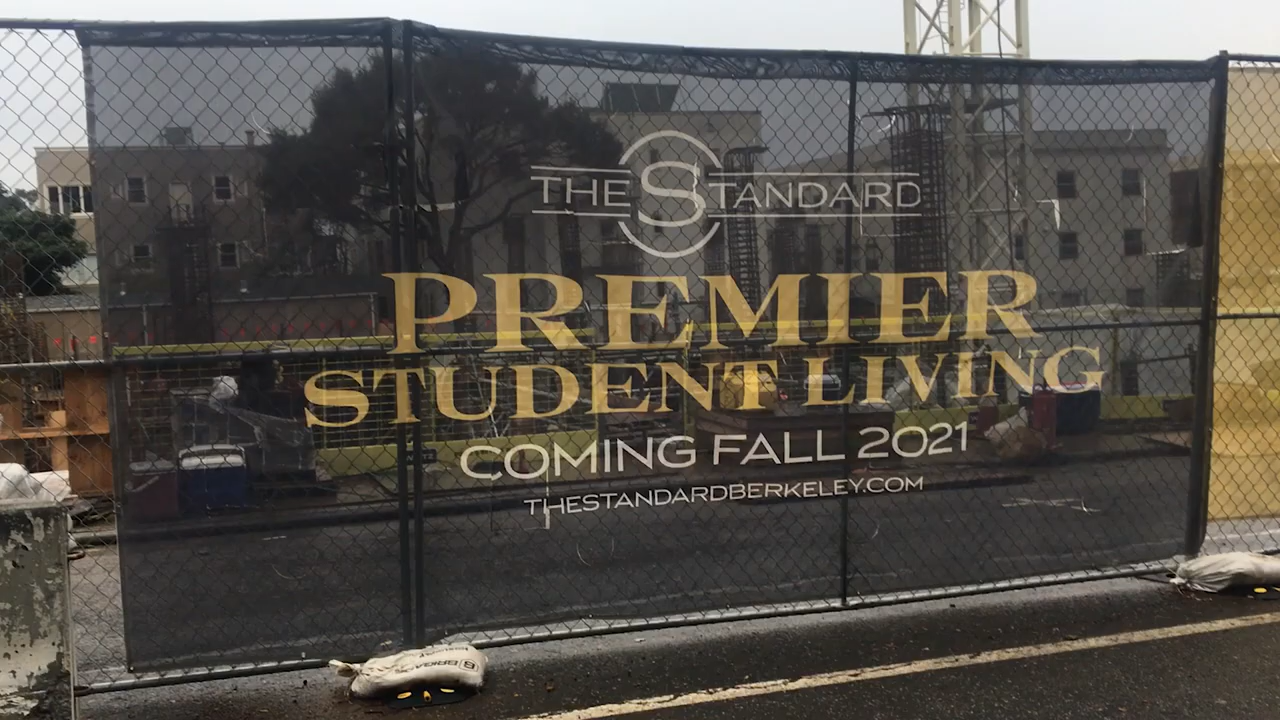 THE STANDARD
PREMIER
STUDENT LIVING
COMING FALL 2021
THESTANDARDBERKELEY.COM